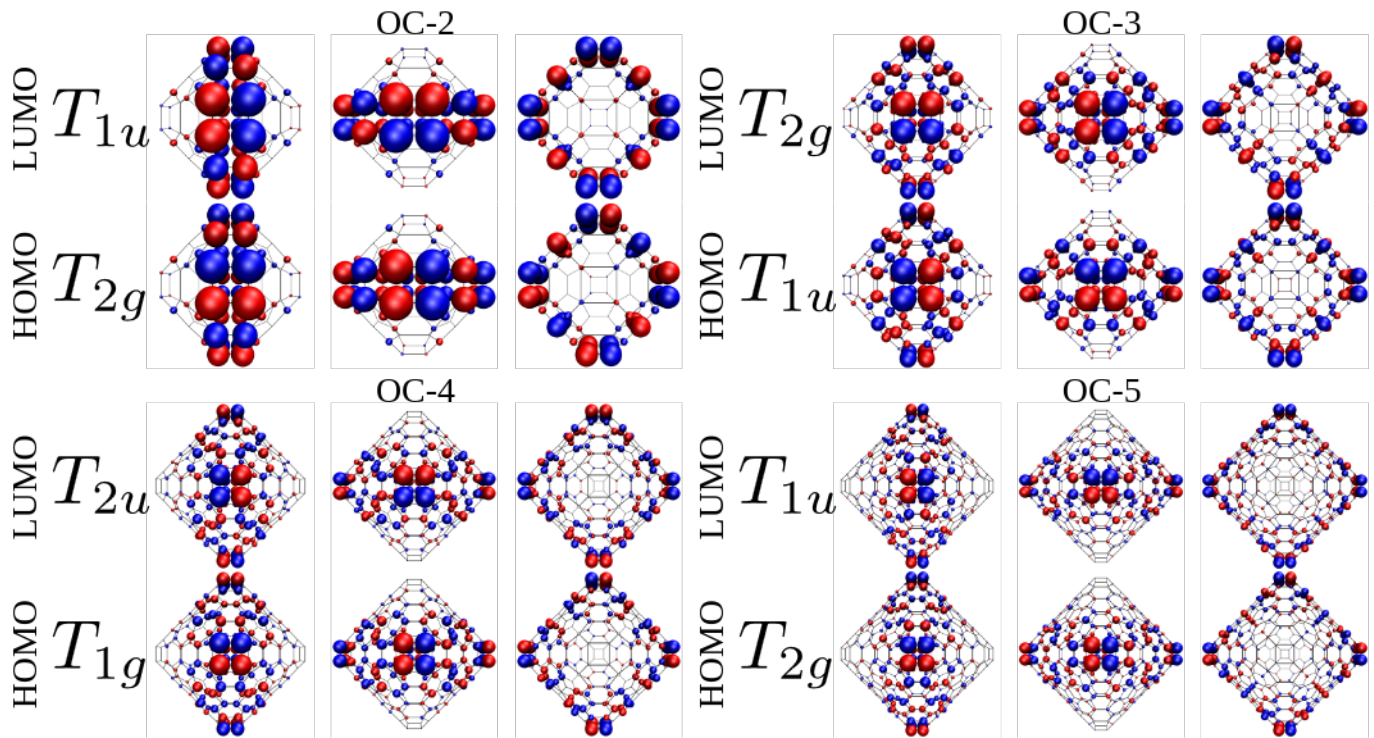 OC-2
LUMO T1u
HOMO T2g
OC-3
LUMO T2g
HOMO T1u
OC-4
LUMO T2u
HOMO T1g
OC-5
LUMO T1u
HOMO T2g